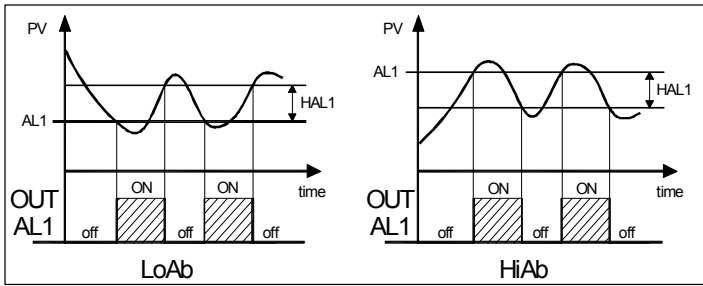 PV
AL1
HAL1
time
OUT
AL1
off
ON
off
ON
off
LoAb
PV
AL1
HAL1
time
OUT
AL1
off
ON
off
ON
off
HiAb